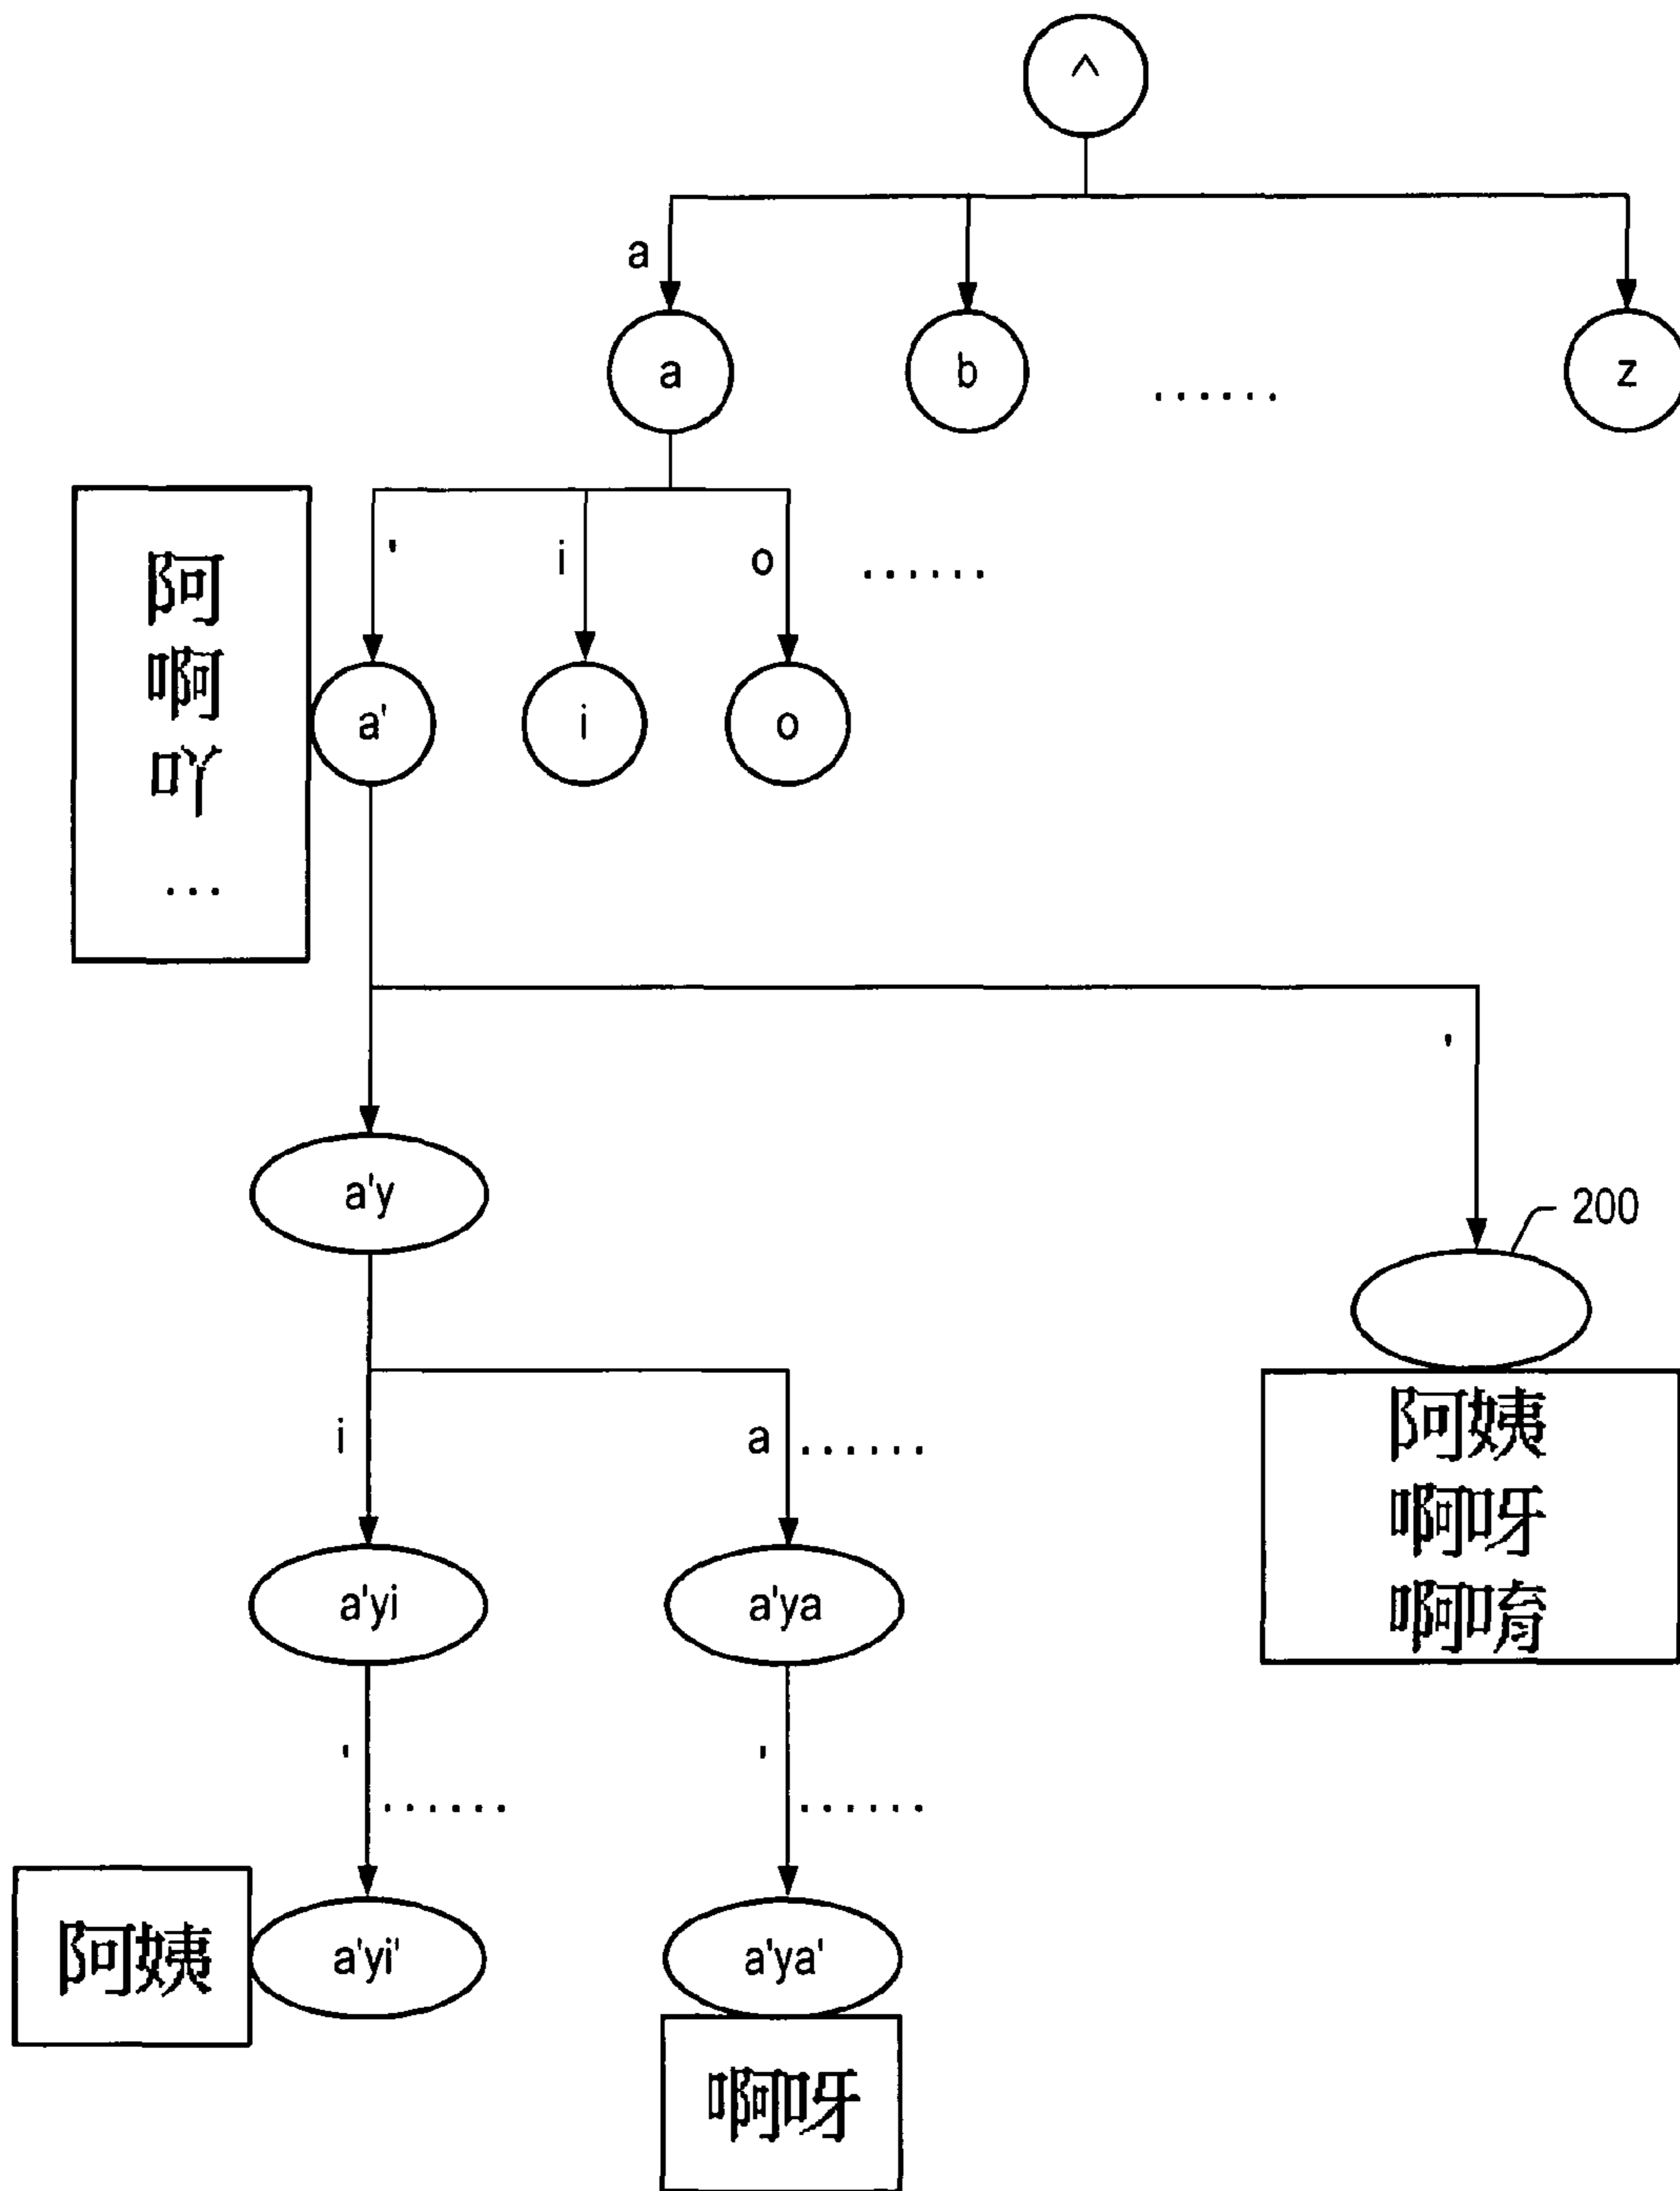 ^
a
a
b
......
z
'
i
o
......
阿
啊
吖
...
a'
i
o
'
a'y
200
i
a
......
阿姨
啊呀
啊唷
a'yi
a'ya
'
'
......
......
阿姨
a'yi'
a'ya'
啊呀